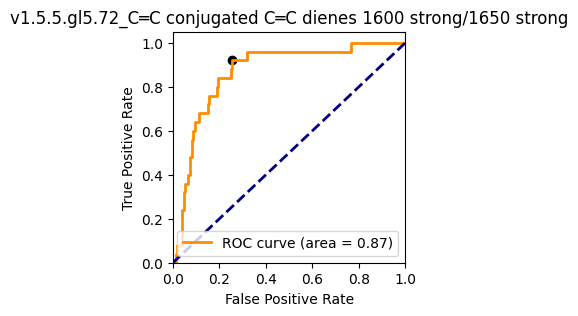 v1.5.5.gl5.72_C=C conjugated C=C dienes 1600 strong/1650 strong
1.0
0.8
0.6
0.4
0.2
0.0
True Positive Rate
ROC curve (area = 0.87)
0.0 0.2 0.4 0.6 0.8 1.0
False Positive Rate